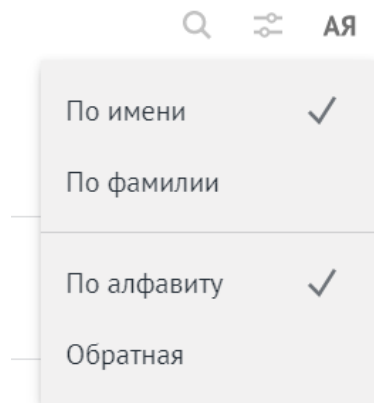 АЯ
По имени
По фамилии
По алфавиту
Обратная